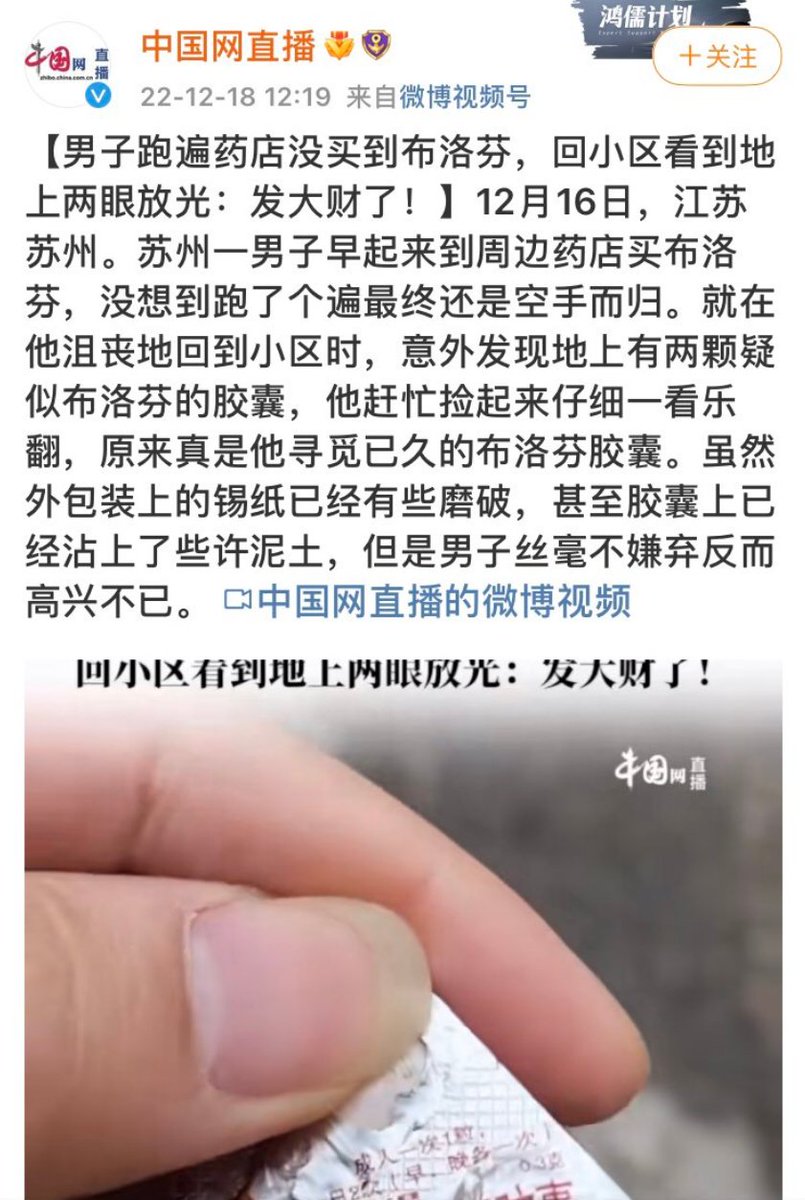 中国网
直播
zhibo.china.com.cn
中国网直播
鸿儒计划
Expert Support
+关注
22-12-18 12:19 来自微博视频号
【男子跑遍药店没买到布洛芬，回小区看到地
上两眼放光：发大财了！】12月16日，江苏
苏州。苏州一男子早起来到周边药店买布洛
芬，没想到跑了个遍最终还是空手而归。就在
他沮丧地回到小区时，意外发现地上有两颗疑
似布洛芬的胶囊，他赶忙捡起来仔细一看乐
翻，原来真是他寻觅已久的布洛芬胶囊。虽然
外包装上的锡纸已经有些磨破，甚至胶囊上已
经沾上了些许泥土，但是男子丝毫不嫌弃反而
高兴不已。 中国网直播的微博视频
回小区看到地上两眼放光：发大财了！
中国网
直播
成人一次1粒，
早、晚各一次
0.3克